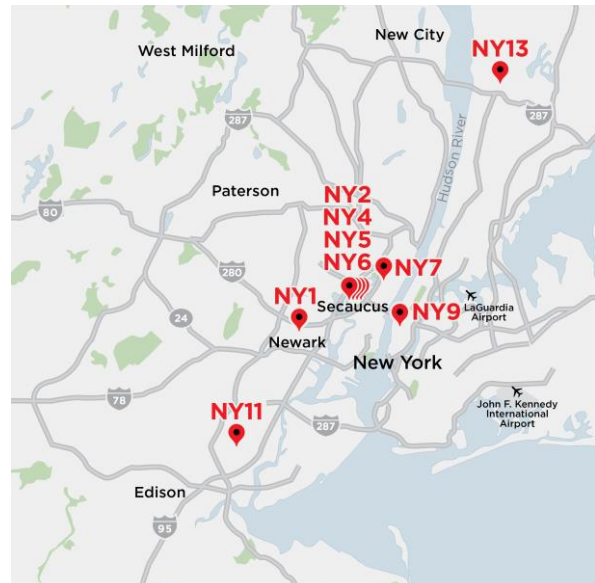 New City
NY13
West Milford
287
287
Hudson River
Paterson
NY2
NY4
NY5
NY6
80
NY7
280
Secaucus
NY1
NY9
LaGuardia
Airport
24
Newark
New York
78
John F. Kennedy
International
Airport
NY11
287
Edison
95